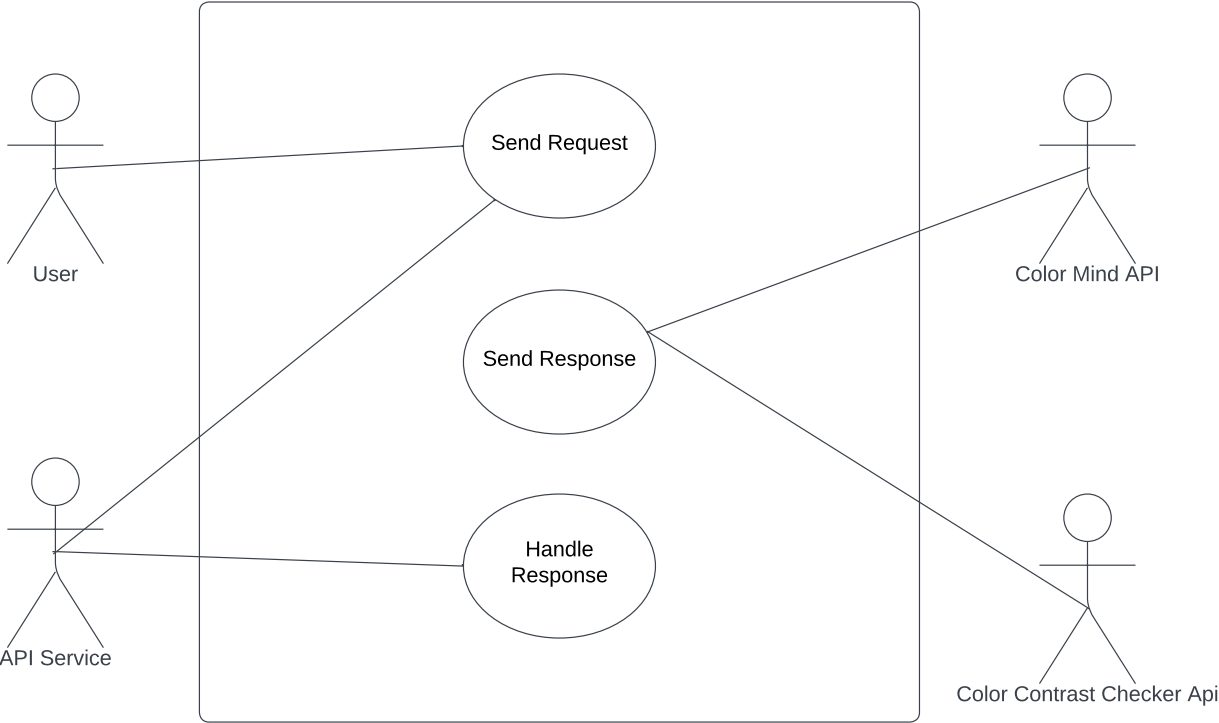 Send Request
User
Color Mind API
Send Response
Handle
Response
API Service
Color Contrast Checker Api